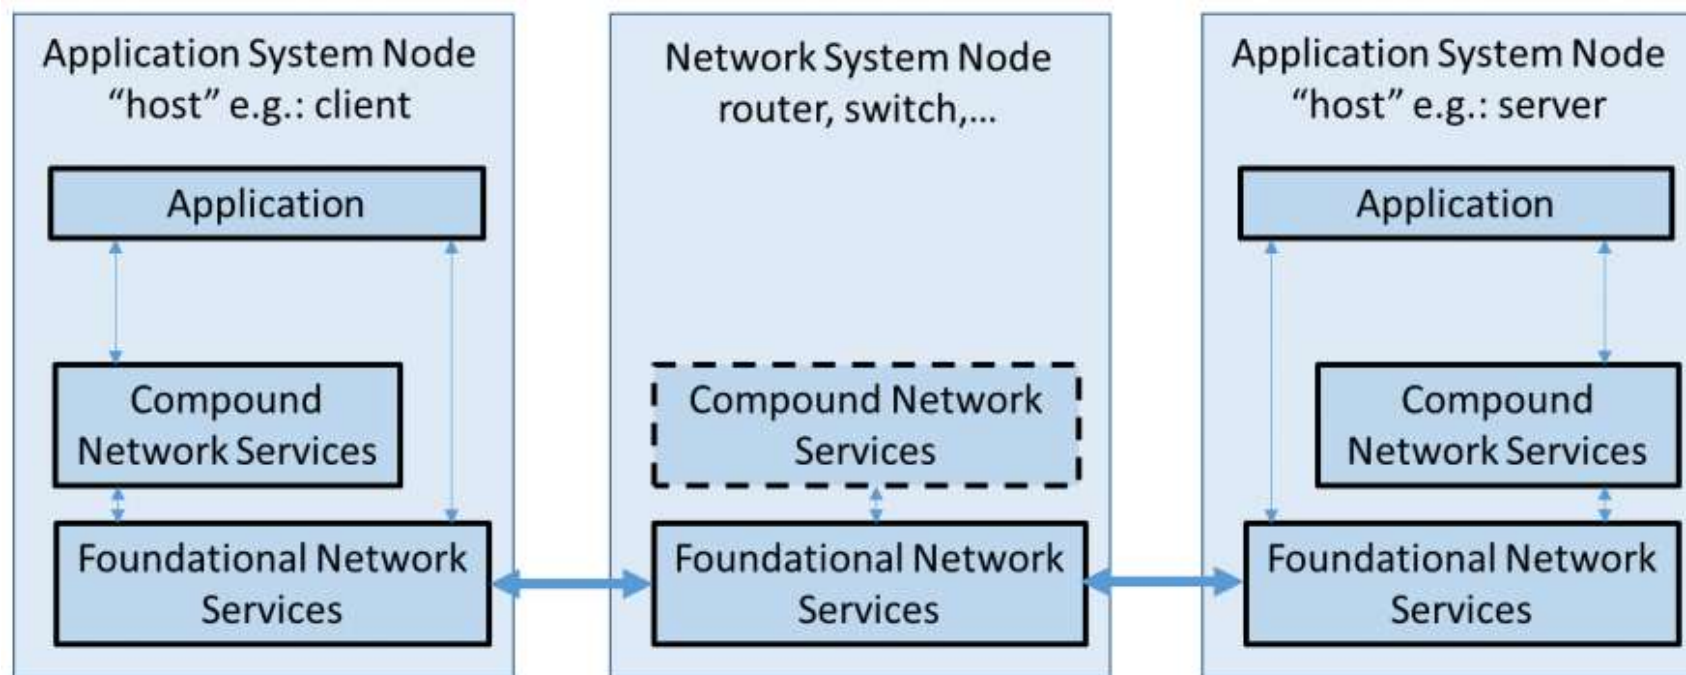 Application System Node
“host” e.g.: client
Application
Compound
Network Services
Foundational Network
Services
Network System Node
router, switch,...
Compound Network
Services
Foundational Network
Services
Application System Node
“host” e.g.: server
Application
Compound
Network Services
Foundational Network
Services